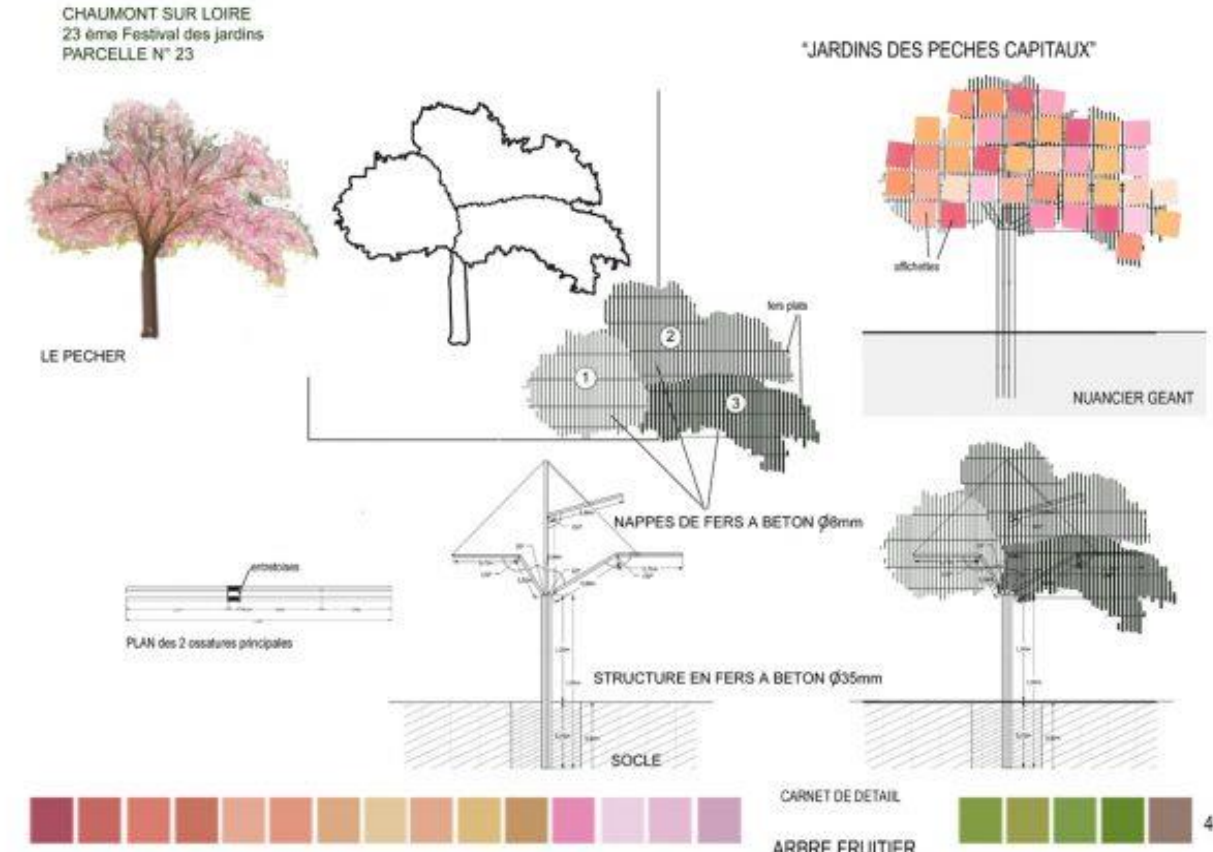 CHAUMONT SUR LOIRE
23 ème Festival des jardins
PARCELLE N° 23
"JARDINS DES PECHES CAPITAUX"
LE PECHER
1
2
3
fers plats
affichettes
NUANCIER GEANT
NAPPES DE FERS A BETON Ø8mm
entretoises
PLAN des 2 ossatures principales
STRUCTURE EN FERS A BETON Ø35mm
SOCLE
CARNET DE DETAIL
ARBRE FRUITIER
4